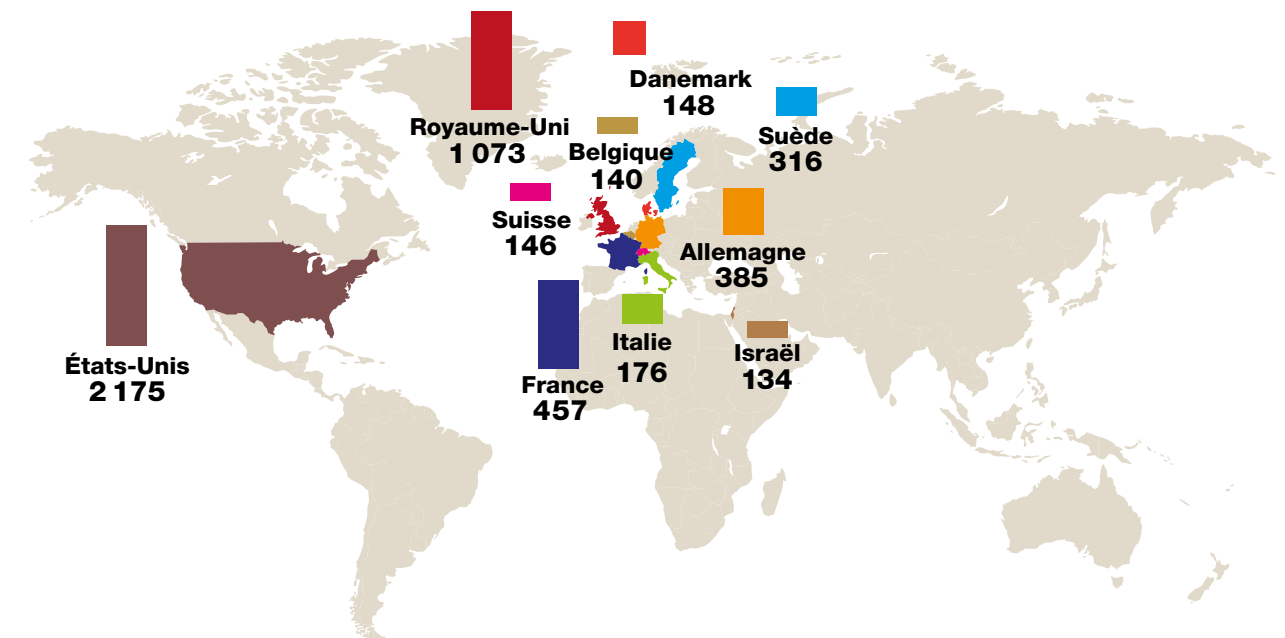 Danemark
148
Royaume-Uni
1 073
Belgique
140
Suède
316
Suisse
146
Allemagne
385
États-Unis
2 175
France
457
Italie
176
Israël
134